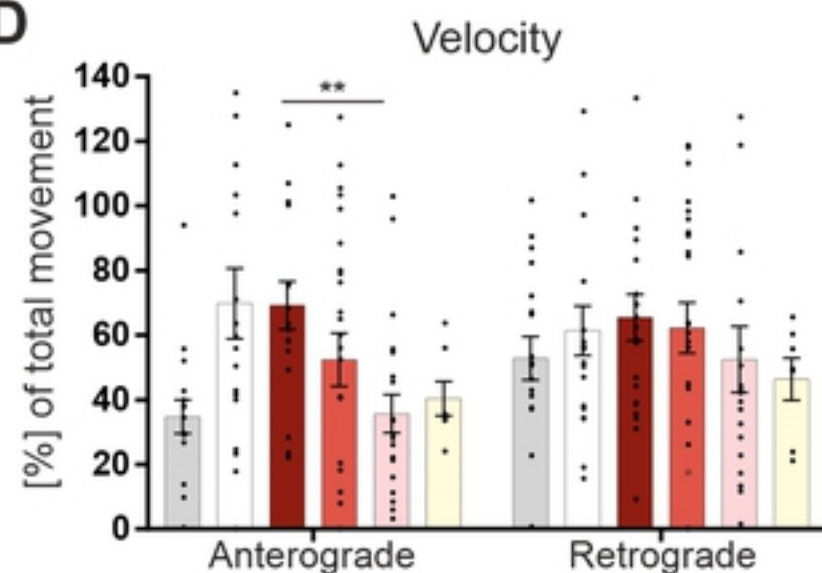 D
Velocity
[%] of total movement
140
120
100
80
60
40
20
0
**
Anterograde
Retrograde